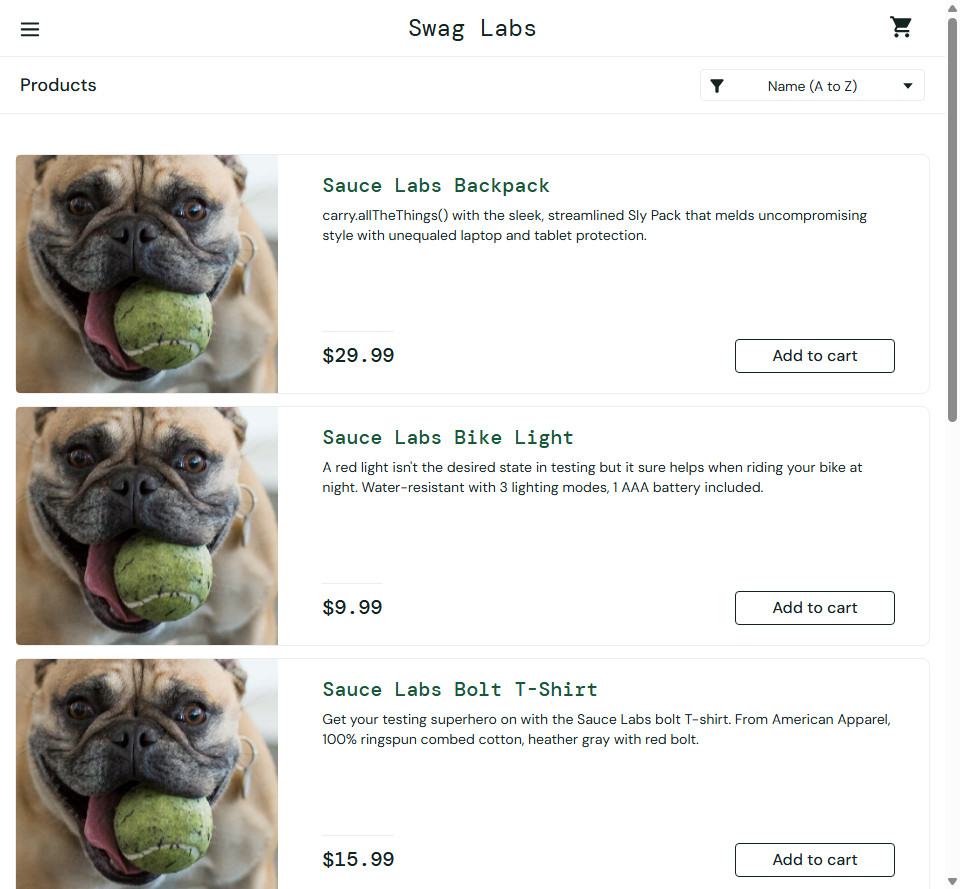 Swag Labs
Products
Name (A to Z)
Sauce Labs Backpack
carry.allTheThings() with the sleek, streamlined Sly Pack that melds uncompromising
style with unequaled laptop and tablet protection.
$29.99
Add to cart
Sauce Labs Bike Light
A red light isn't the desired state in testing but it sure helps when riding your bike at
night. Water-resistant with 3 lighting modes, 1 AAA battery included.
$9.99
Add to cart
Sauce Labs Bolt T-Shirt
Get your testing superhero on with the Sauce Labs bolt T-shirt. From American Apparel,
100% ringspun combed cotton, heather gray with red bolt.
$15.99
Add to cart